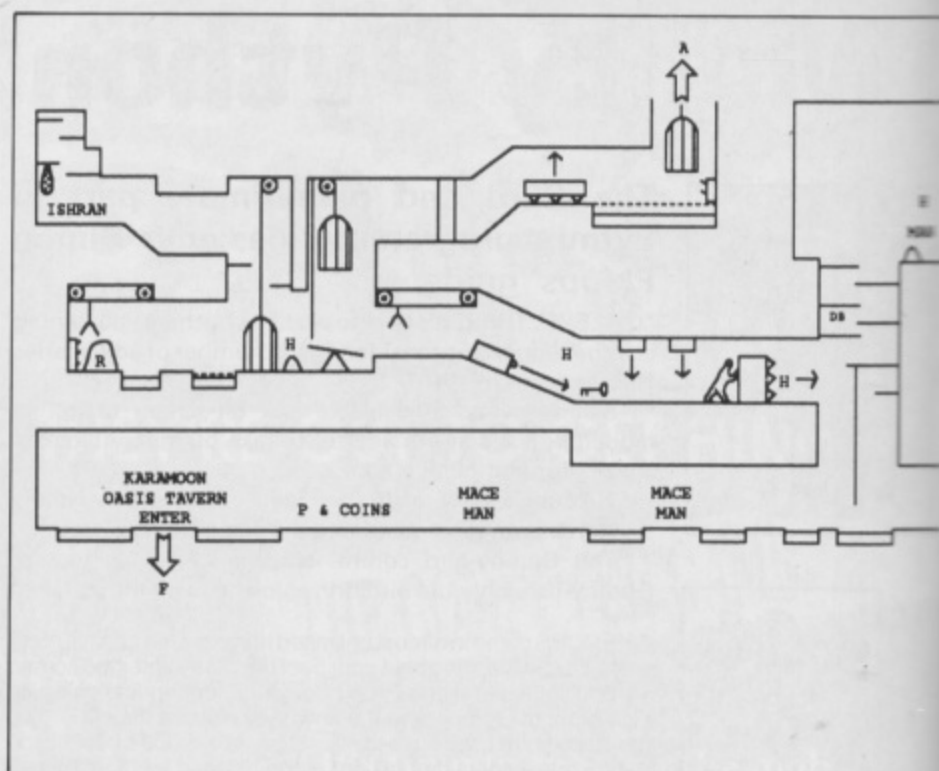 A
ISHRAN
DB
R
H
H
H
KARAMOON
OASIS TAVERN
ENTER
P & COINS
MACE
MAN
MACE
MAN
F